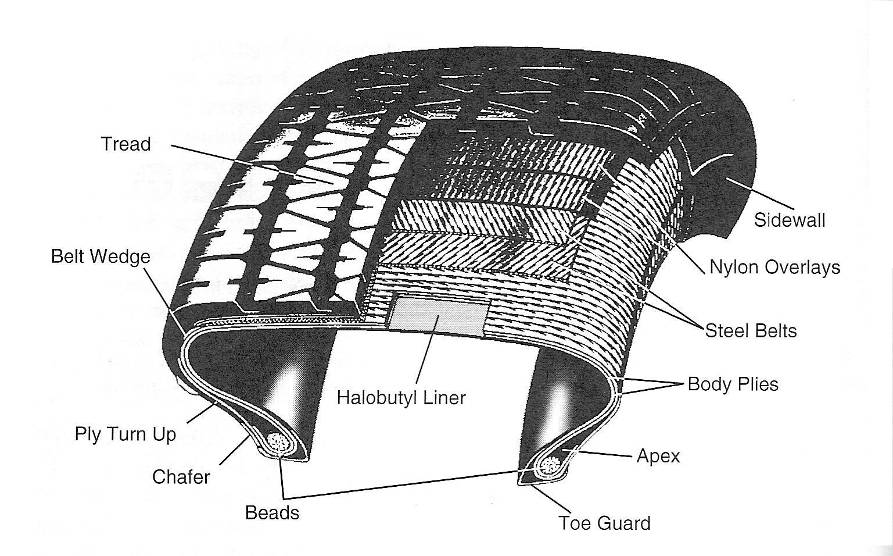 Tread
Sidewall
Belt Wedge
Nylon Overlays
Steel Belts
Halobutyl Liner
Body Plies
Ply Turn Up
Apex
Chafer
Beads
Toe Guard